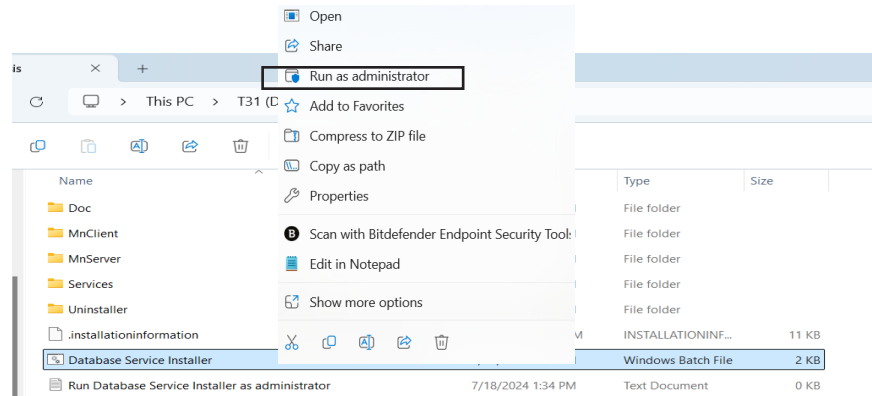 Open
Share
is
Run as administrator
This PC > T31 (D
Add to Favorites
Compress to ZIP file
Copy as path
Name
Type
Size
Properties
Doc
File folder
MnClient
Scan with Bitdefender Endpoint Security Tool
File folder
MnServer
Edit in Notepad
File folder
Services
File folder
Show more options
Uninstaller
File folder
.installationinformation
M
INSTALLATIONINF...
11 KB
Database Service Installer
Windows Batch File
2 KB
Run Database Service Installer as administrator
7/18/2024 1:34 PM
Text Document
0 KB